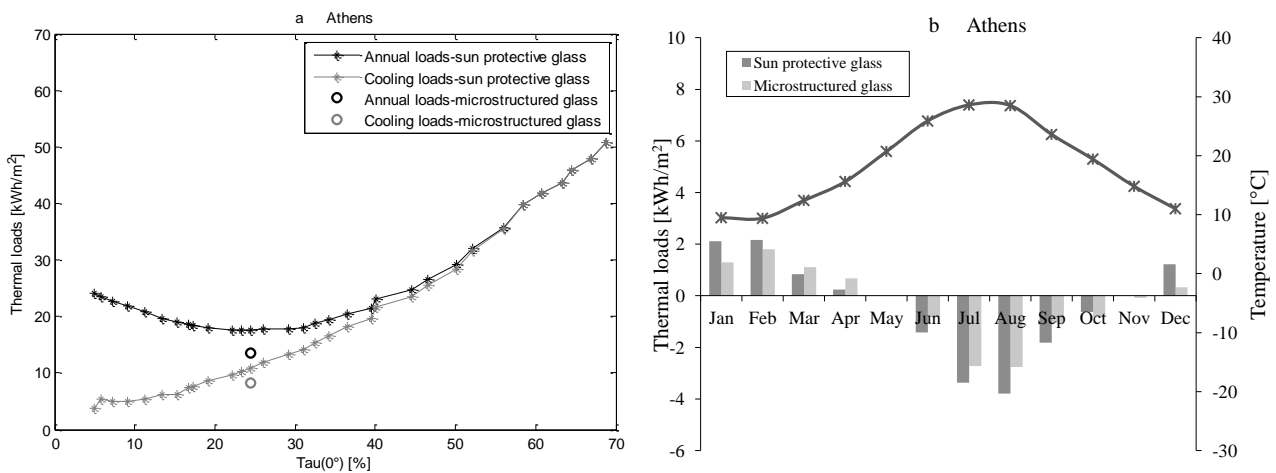 a Athens
Thermal loads [kWh/m²]
70
60
50
40
30
20
10
0
Annual loads-sun protective glass
Cooling loads-sun protective glass
Annual loads-microstructured glass
Cooling loads-microstructured glass
0 10 20 30 40 50 60 70
Tau(0°) [%]
b Athens
Thermal loads [kWh/m²]
10
8
6
4
2
0
-2
-4
-6
Sun protective glass
Microstructured glass
Jan Feb Mar Apr May Jun Jul Aug Sep Oct Nov Dec
40
30
20
10
0
-10
-20
-30
Temperature [°C]